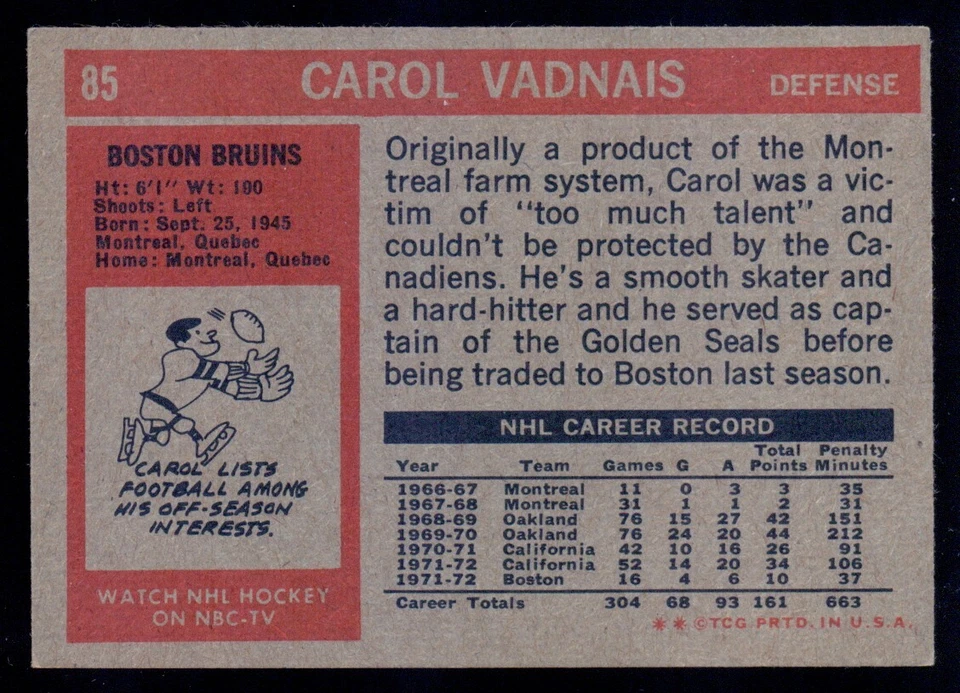 85 CAROL VADNAIS DEFENSE
BOSTON BRUINS
Ht: 6'1" Wt: 190
Shoots: Left
Born: Sept. 25, 1945
Montreal, Quebec
Home: Montreal, Quebec
CAROL LISTS
FOOTBALL AMONG
HIS OFF-SEASON
INTERESTS.
WATCH NHL HOCKEY
ON NBC-TV
Originally a product of the Mon-
treal farm system, Carol was a vic-
tim of "too much talent" and
couldn't be protected by the Ca-
nadiens. He's a smooth skater and
a hard-hitter and he served as cap-
tain of the Golden Seals before
being traded to Boston last season.
NHL CAREER RECORD
Total Penalty
Year Team Games G A Points Minutes
1966-67 Montreal 11 0 3 3 35
1967-68 Montreal 31 1 1 2 31
1968-69 Oakland 76 15 27 42 151
1969-70 Oakland 76 24 20 44 212
1970-71 California 42 10 16 26 91
1971-72 California 52 14 20 34 106
1971-72 Boston 16 4 6 10 37
Career Totals 304 68 93 161 663
* * ©TCG PRTD. IN U.S.A.